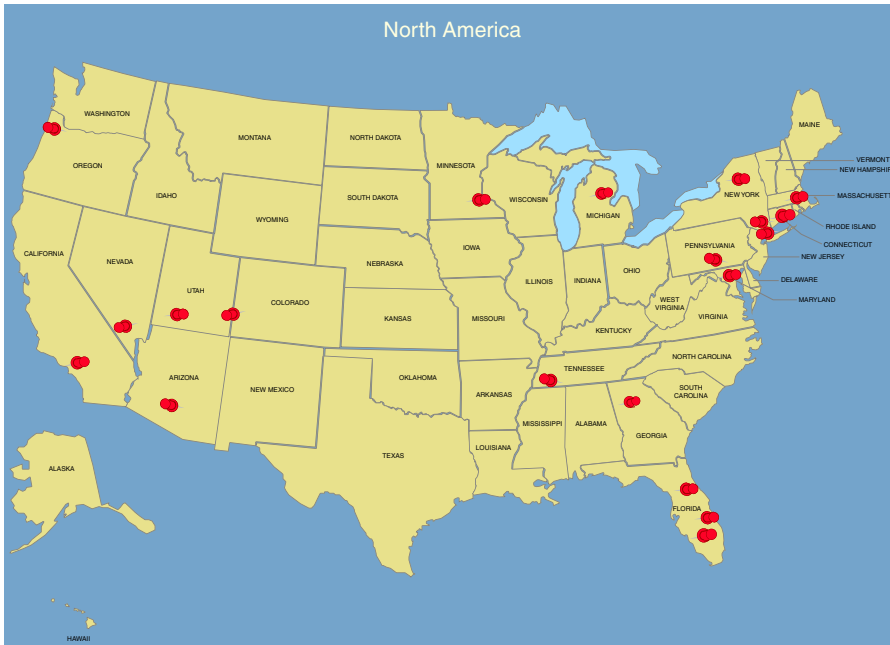 North America
WASHINGTON
MAINE
MONTANA
NORTH DAKOTA
MINNESOTA
VERMONT
OREGON
NEW HAMPSHIR
IDAHO
SOUTH DAKOTA
WISCONSIN
NEW YORK
MASSACHUSETT
WYOMING
MICHIGAN
RHODE ISLAND
CALIFORNIA
NEVADA
IOWA
PENNSYLVANIA
CONNECTICUT
NEBRASKA
NEW JERSEY
UTAH
ILLINOIS
INDIANA
OHIO
DELAWARE
COLORADO
WEST
VIRGINIA
MARYLAND
KANSAS
MISSOURI
VIRGINIA
KENTUCKY
NORTH CAROLINA
ARIZONA
OKLAHOMA
TENNESSEE
NEW MEXICO
ARKANSAS
SOUTH
CAROLINA
MISSISSIPPI
ALABAMA
GEORGIA
TEXAS
LOUISIANA
ALASKA
FLORIDA
HAWAII